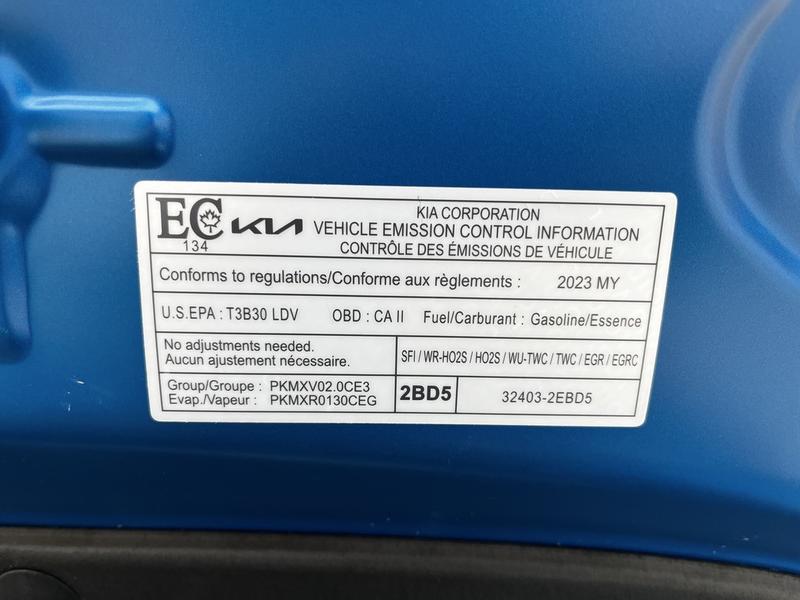 EC KIA KIA CORPORATION
134 VEHICLE EMISSION CONTROL INFORMATION
CONTRÔLE DES ÉMISSIONS DE VÉHICULE
Conforms to regulations/Conforme aux règlements : 2023 MY
U.S.EPA : T3B30 LDV OBD : CA II Fuel/Carburant : Gasoline/Essence
No adjustments needed.
Aucun ajustement nécessaire.
SFI / WR-HO2S / HO2S / WU-TWC / TWC / EGR / EGRC
Group/Groupe : PKMXV02.0CE3
Evap./Vapeur : PKMXR0130CEG
2BD5
32403-2EBD5